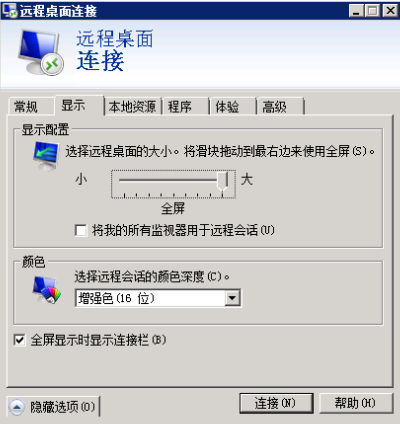 远程桌面连接
远程桌面
连接
常规 显示 本地资源 程序 体验 高级
显示配置
选择远程桌面的大小。将滑块拖动到最右边来使用全屏(S)。
小 大
全屏
将我的所有监视器用于远程会话(U)
颜色
选择远程会话的颜色深度(C)。
增强色(16 位)
全屏显示时显示连接栏(B)
隐藏选项(O) 连接(N) 帮助(H)